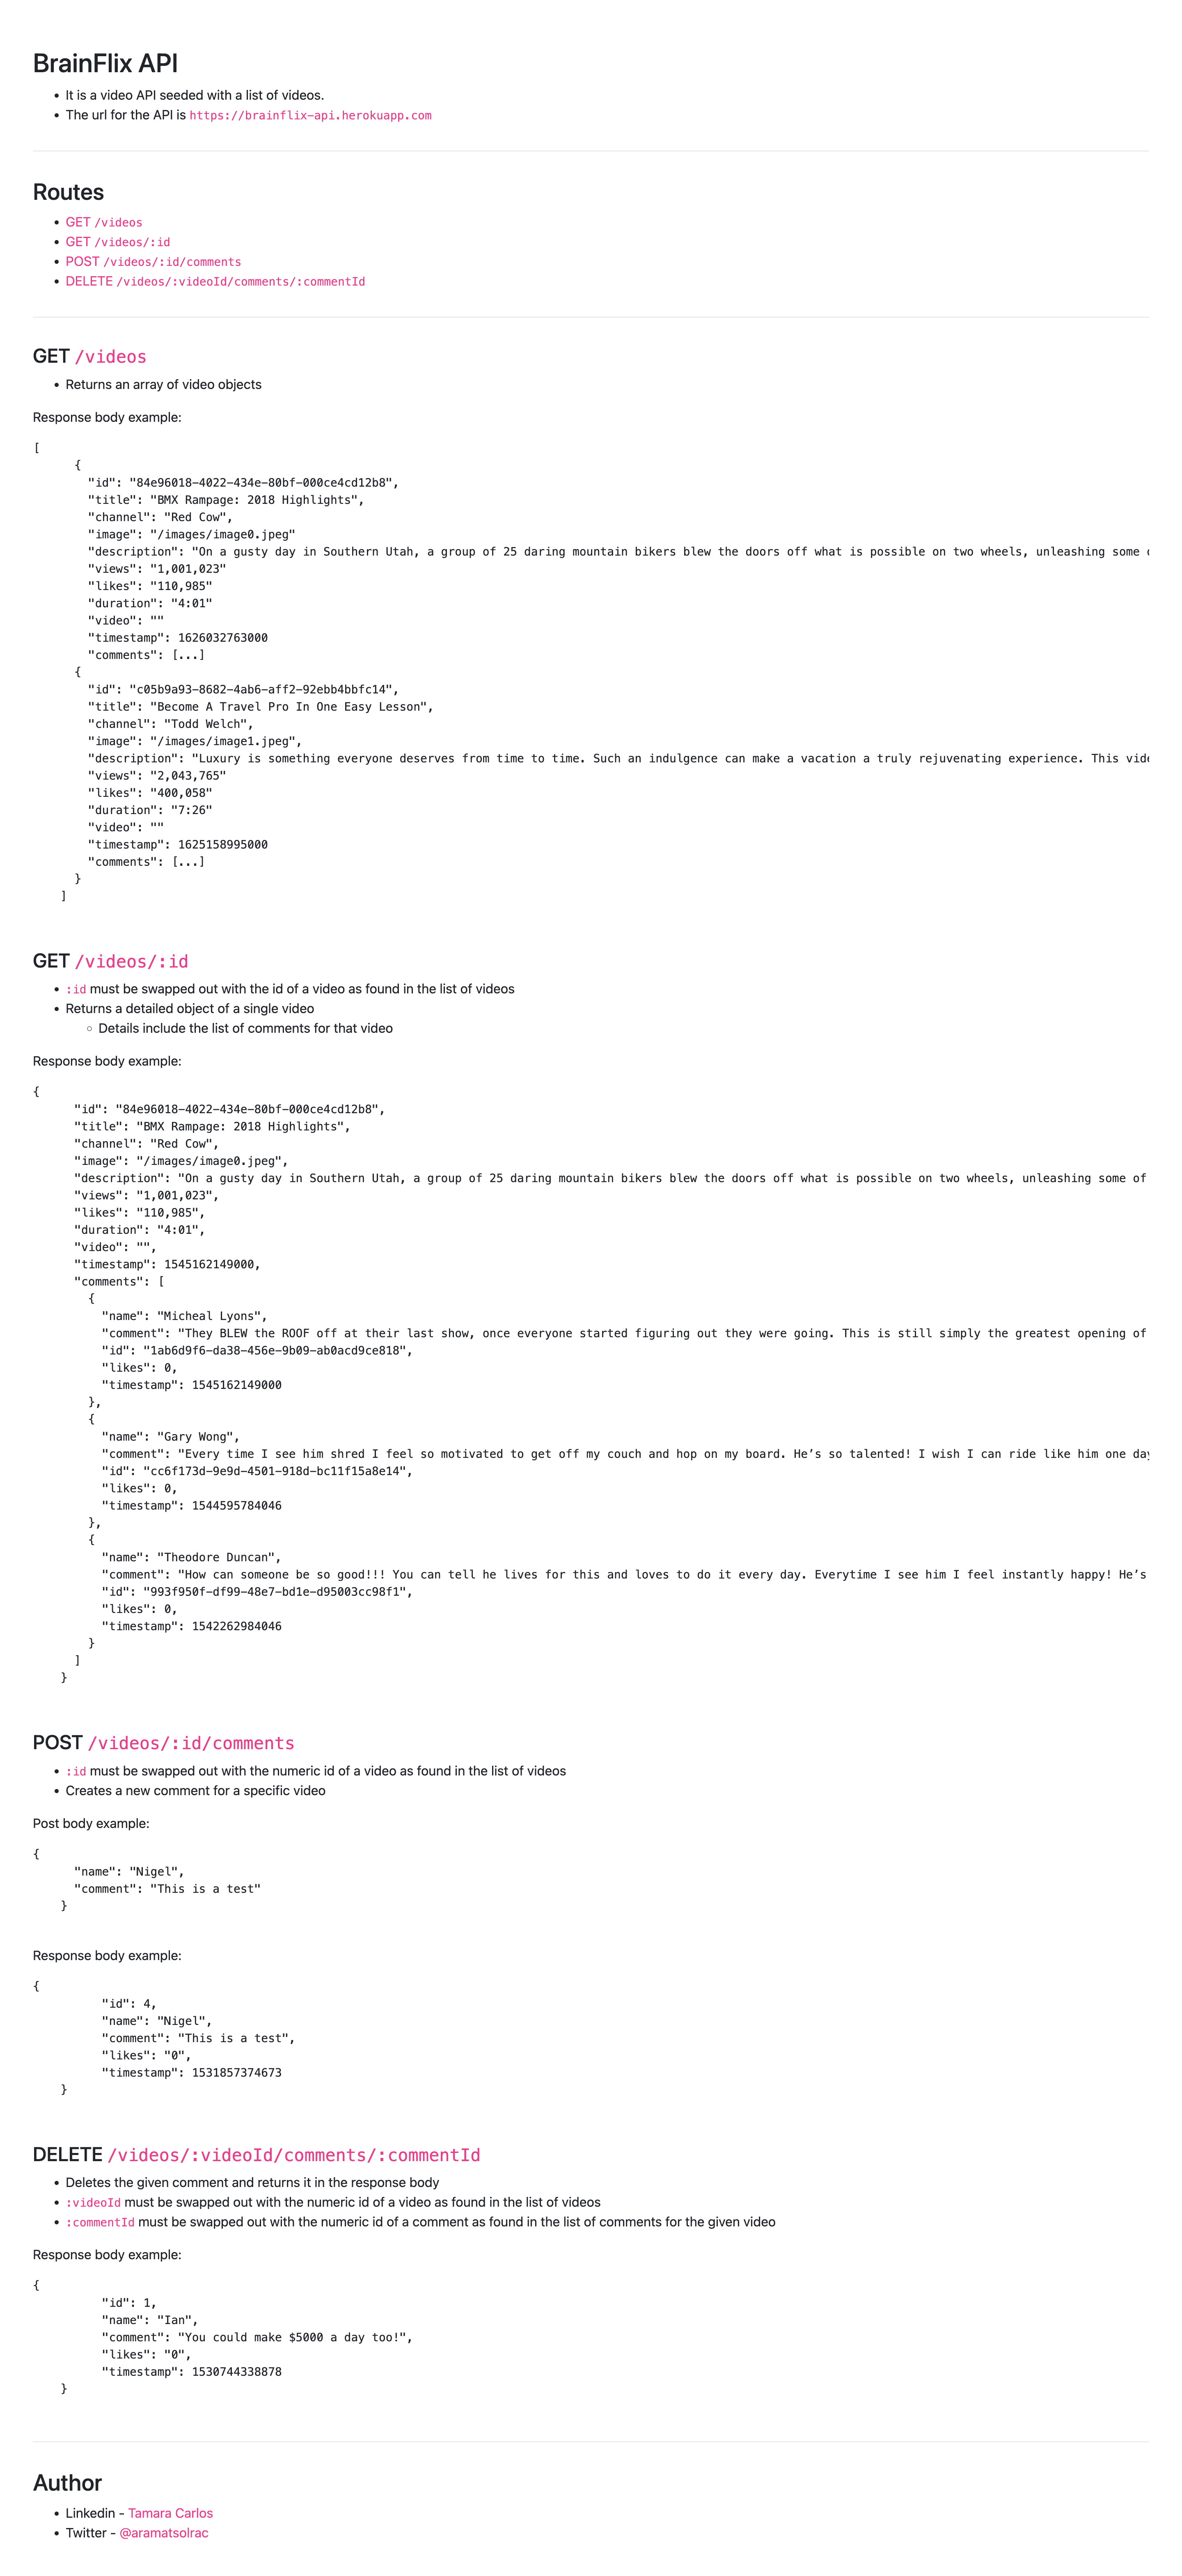 BrainFlix API
• It is a video API seeded with a list of videos.
• The url for the API is https://brainflix-api.herokuapp.com
Routes
• GET /videos
• GET /videos/:id
• POST /videos/:id/comments
• DELETE /videos/:videoId/comments/:commentId
GET /videos
• Returns an array of video objects
Response body example:
[
{
"id": "84e96018-4022-434e-80bf-000ce4cd12b8",
"title": "BMX Rampage: 2018 Highlights",
"channel": "Red Cow",
"image": "/images/image0.jpeg"
"description": "On a gusty day in Southern Utah, a group of 25 daring mountain bikers blew the doors off what is possible on two wheels, unleashing some
"views": "1,001,023"
"likes": "110,985"
"duration": "4:01"
"video": ""
"timestamp": 1626032763000
"comments": [...]
{
"id": "c05b9a93-8682-4ab6-aff2-92ebb4bbfc14",
"title": "Become A Travel Pro In One Easy Lesson",
"channel": "Todd Welch",
"image": "/images/image1.jpeg",
"description": "Luxury is something everyone deserves from time to time. Such an indulgence can make a vacation a truly rejuvenating experience. This vide
"views": "2,043,765"
"likes": "400,058"
"duration": "7:26"
"video": ""
"timestamp": 1625158995000
"comments": [...]
}
]
GET /videos/:id
• :id must be swapped out with the id of a video as found in the list of videos
• Returns a detailed object of a single video
◦ Details include the list of comments for that video
Response body example:
{
"id": "84e96018-4022-434e-80bf-000ce4cd12b8",
"title": "BMX Rampage: 2018 Highlights",
"channel": "Red Cow",
"image": "/images/image0.jpeg",
"description": "On a gusty day in Southern Utah, a group of 25 daring mountain bikers blew the doors off what is possible on two wheels, unleashing some of
"views": "1,001,023",
"likes": "110,985",
"duration": "4:01",
"video": "",
"timestamp": 1545162149000,
"comments": [
{
"name": "Micheal Lyons",
"comment": "They BLEW the ROOF off at their last show, once everyone started figuring out they were going. This is still simply the greatest opening of
"id": "1ab6d9f6-da38-456e-9b09-ab0acd9ce818",
"likes": 0,
"timestamp": 1545162149000
},
{
"name": "Gary Wong",
"comment": "Every time I see him shred I feel so motivated to get off my couch and hop on my board. He’s so talented! I wish I can ride like him one day
"id": "cc6f173d-9e9d-4501-918d-bc11f15a8e14",
"likes": 0,
"timestamp": 1544595784046
},
{
"name": "Theodore Duncan",
"comment": "How can someone be so good!!! You can tell he lives for this and loves to do it every day. Everytime I see him I feel instantly happy! He’s
"id": "993f950f-df99-48e7-bd1e-d95003cc98f1",
"likes": 0,
"timestamp": 1542262984046
}
]
}
POST /videos/:id/comments
• :id must be swapped out with the numeric id of a video as found in the list of videos
• Creates a new comment for a specific video
Post body example:
{
"name": "Nigel",
"comment": "This is a test"
}
Response body example:
{
"id": 4,
"name": "Nigel",
"comment": "This is a test",
"likes": "0",
"timestamp": 1531857374673
}
DELETE /videos/:videoId/comments/:commentId
• Deletes the given comment and returns it in the response body
• :videoId must be swapped out with the numeric id of a video as found in the list of videos
• :commentId must be swapped out with the numeric id of a comment as found in the list of comments for the given video
Response body example:
{
"id": 1,
"name": "Ian",
"comment": "You could make $5000 a day too!",
"likes": "0",
"timestamp": 1530744338878
}
Author
• Linkedin - Tamara Carlos
• Twitter - @aramatsolrac